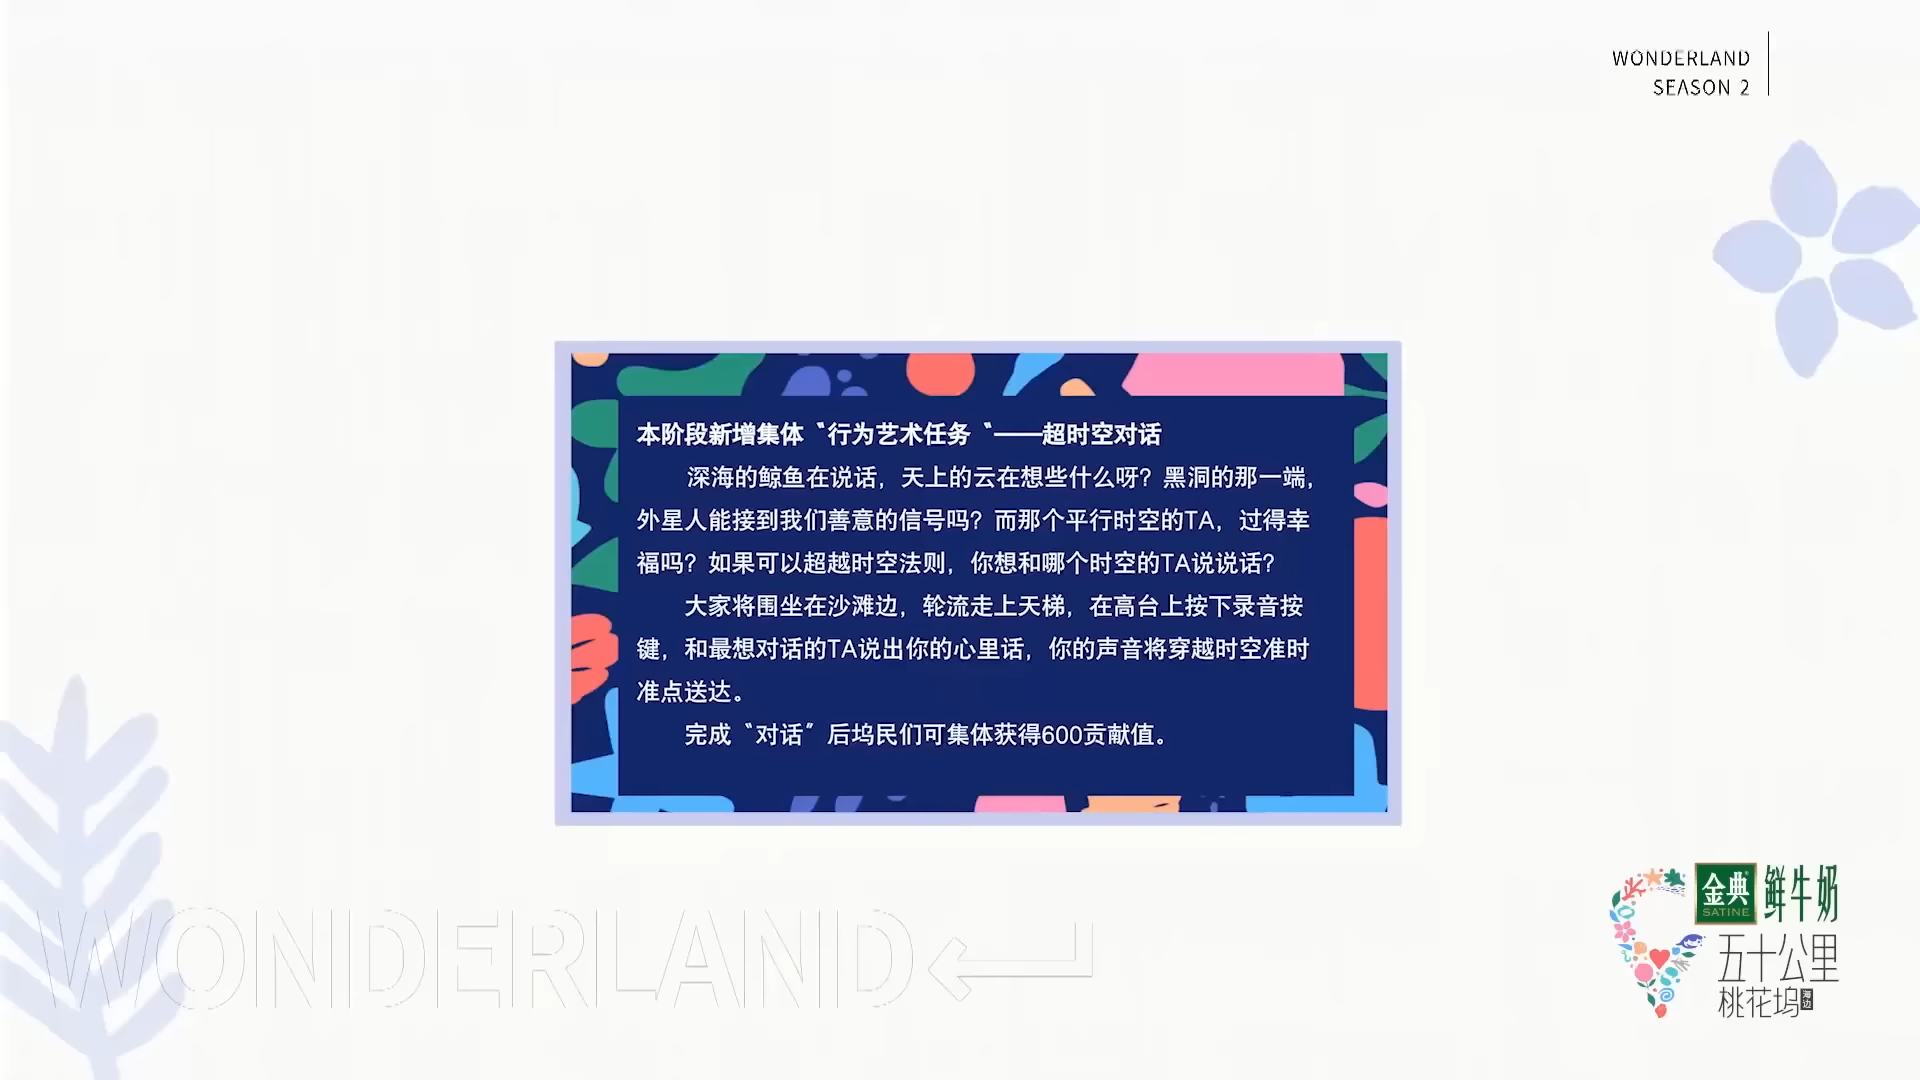 WONDERLAND
SEASON 2
本阶段新增集体〝行为艺术任务〝——超时空对话
深海的鲸鱼在说话，天上的云在想些什么呀？黑洞的那一端，
外星人能接到我们善意的信号吗？而那个平行时空的TA，过得幸
福吗？如果可以超越时空法则，你想和哪个时空的TA说说话？
大家将围坐在沙滩边，轮流走上天梯，在高台上按下录音按
键，和最想对话的TA说出你的心里话，你的声音将穿越时空准时
准点送达。
完成〝对话〞后坞民们可集体获得600贡献值。
WONDERLAND
金典
SATINE
鲜牛奶
五十公里
桃花坞
海边